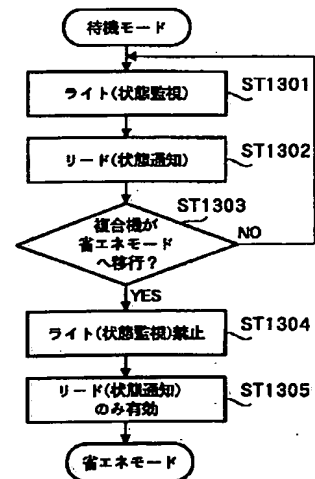 待機モード
ライト(状態監視)
ST1301
リード(状態通知)
ST1302
ST1303
複合機が
省エネモード
へ移行？
NO
YES
ライト(状態監視)禁止
ST1304
リード(状態通知)
のみ有効
ST1305
省エネモード